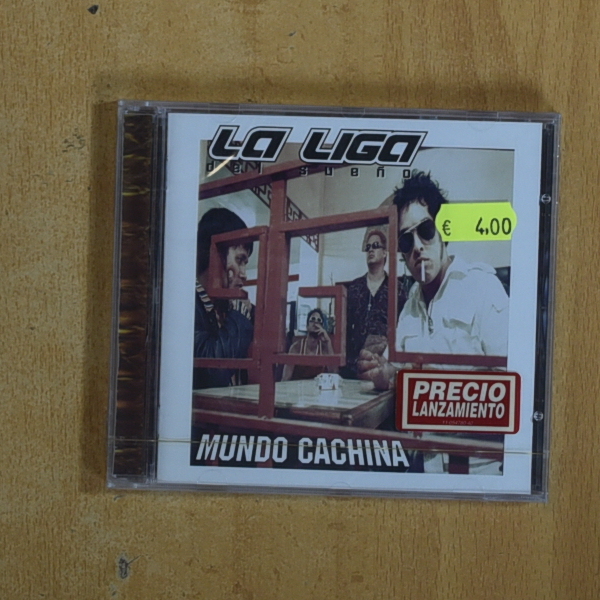 LA LIGA
del sueño
€ 4,00
PRECIO
LANZAMIENTO
MUNDO CACHINA